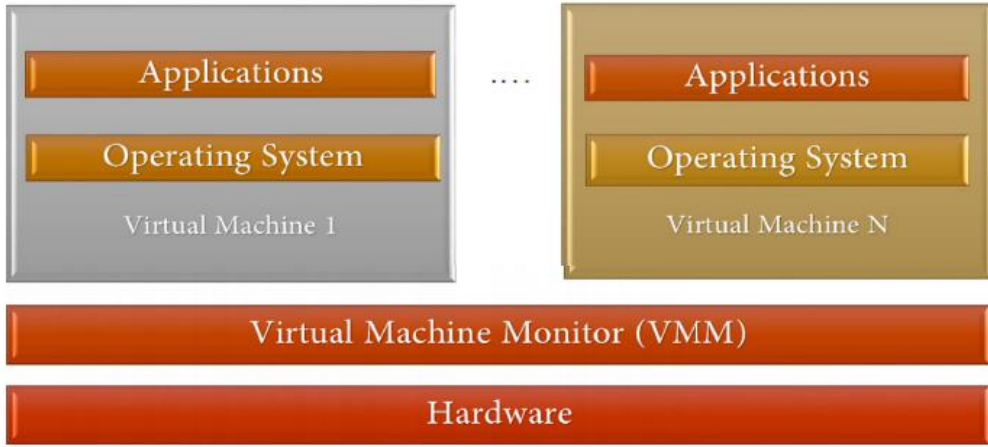 Applications
Operating System
Virtual Machine 1
....
Applications
Operating System
Virtual Machine N
Virtual Machine Monitor (VMM)
Hardware